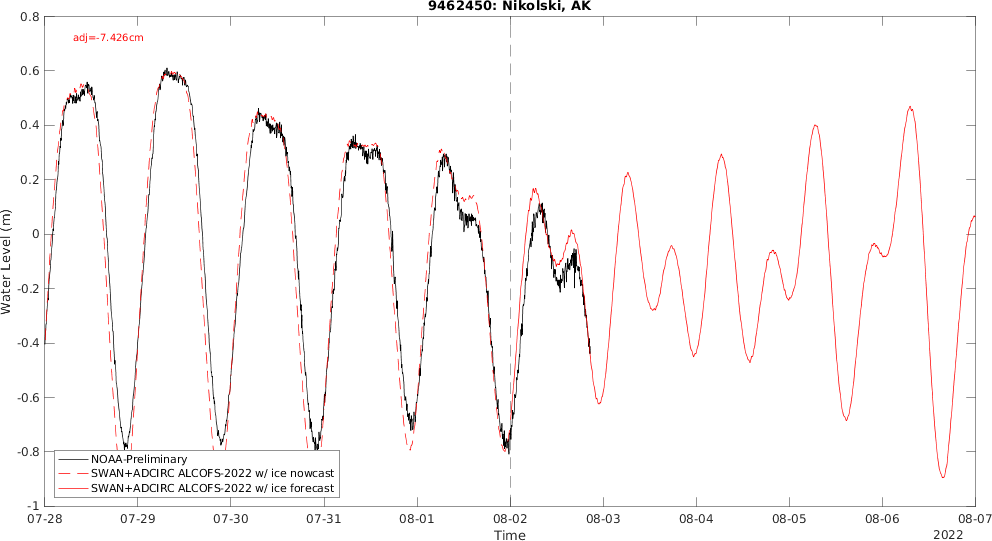 9462450: Nikolski, AK
adj=-7.426cm
Water Level (m)
0.8
0.6
0.4
0.2
0
-0.2
-0.4
-0.6
-0.8
-1
NOAA-Preliminary
SWAN+ADCIRC ALCOFS-2022 w/ ice nowcast
SWAN+ADCIRC ALCOFS-2022 w/ ice forecast
07-28 07-29 07-30 07-31 08-01 08-02 08-03 08-04 08-05 08-06 08-07
Time
2022